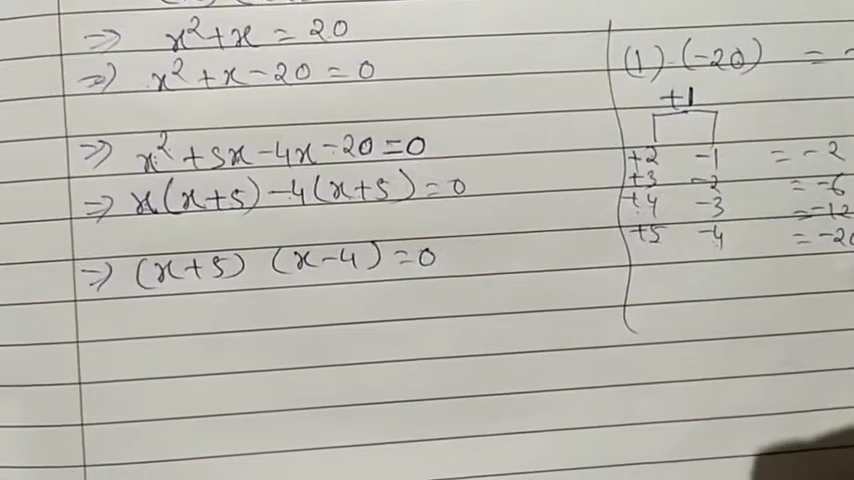 ⇒ x² + x = 20
⇒ x² + x - 20 = 0
⇒ x² + 5x - 4x - 20 = 0
⇒ x(x+5) - 4(x+5) = 0
⇒ (x+5) (x-4) = 0
(1) · (-20) = -
+1
+2 -1 = -2
+3 -2 = -6
+4 -3 = -12
+5 -4 = -20